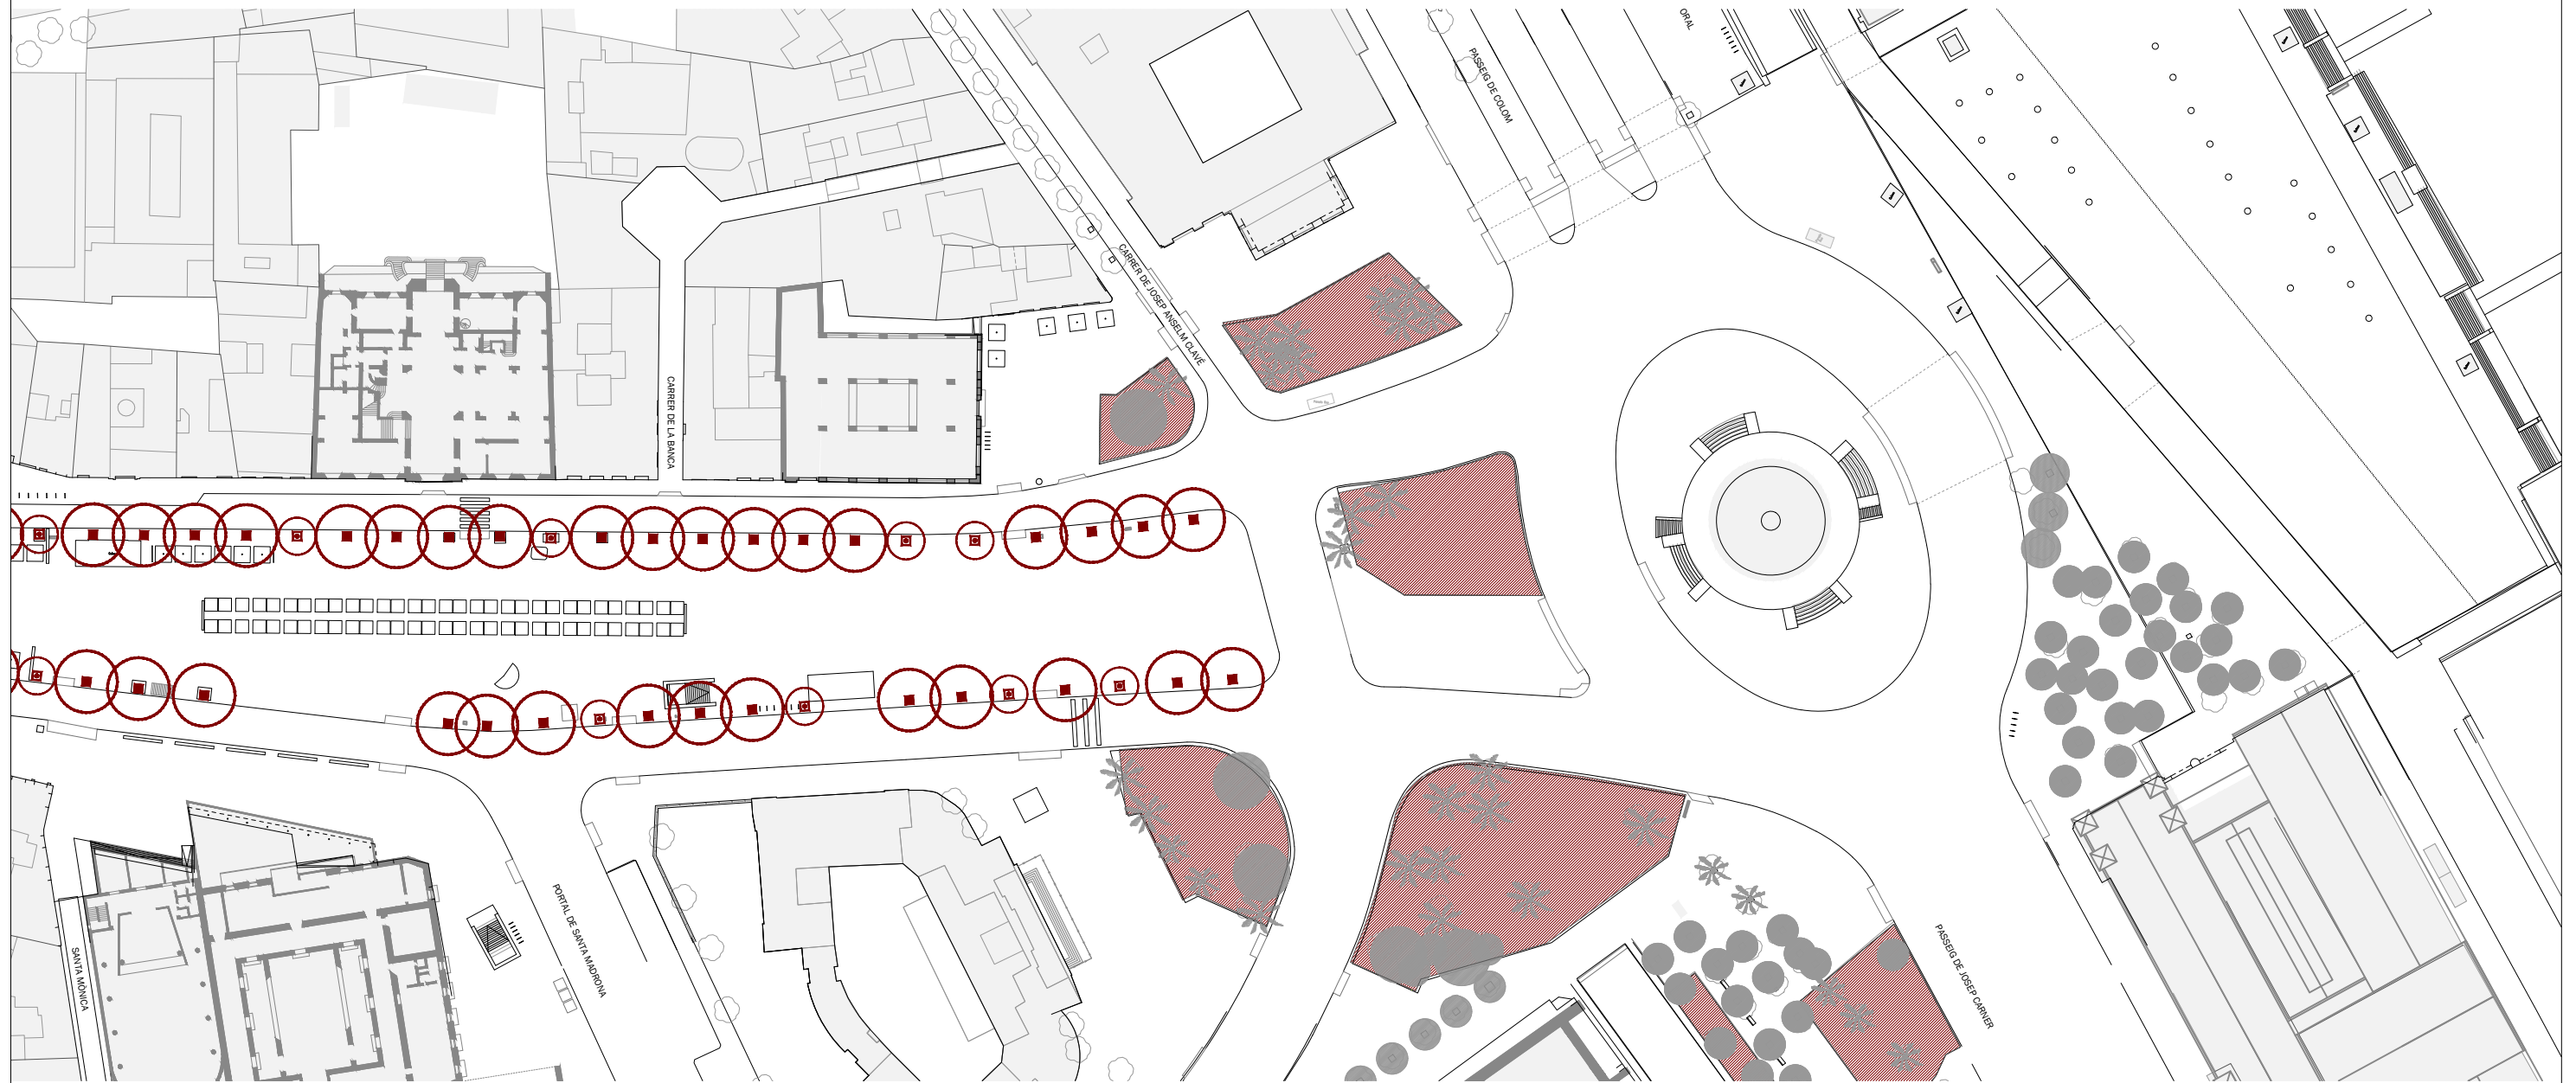 ORAL
PASSEIG DE COLOM
CARRER DE JOSEP ANSELM CLAVÉ
CARRER DE LA BANCA
PORTAL DE SANTA MADRONA
SANTA MÒNICA
PASSEIG DE JOSEP CARNER